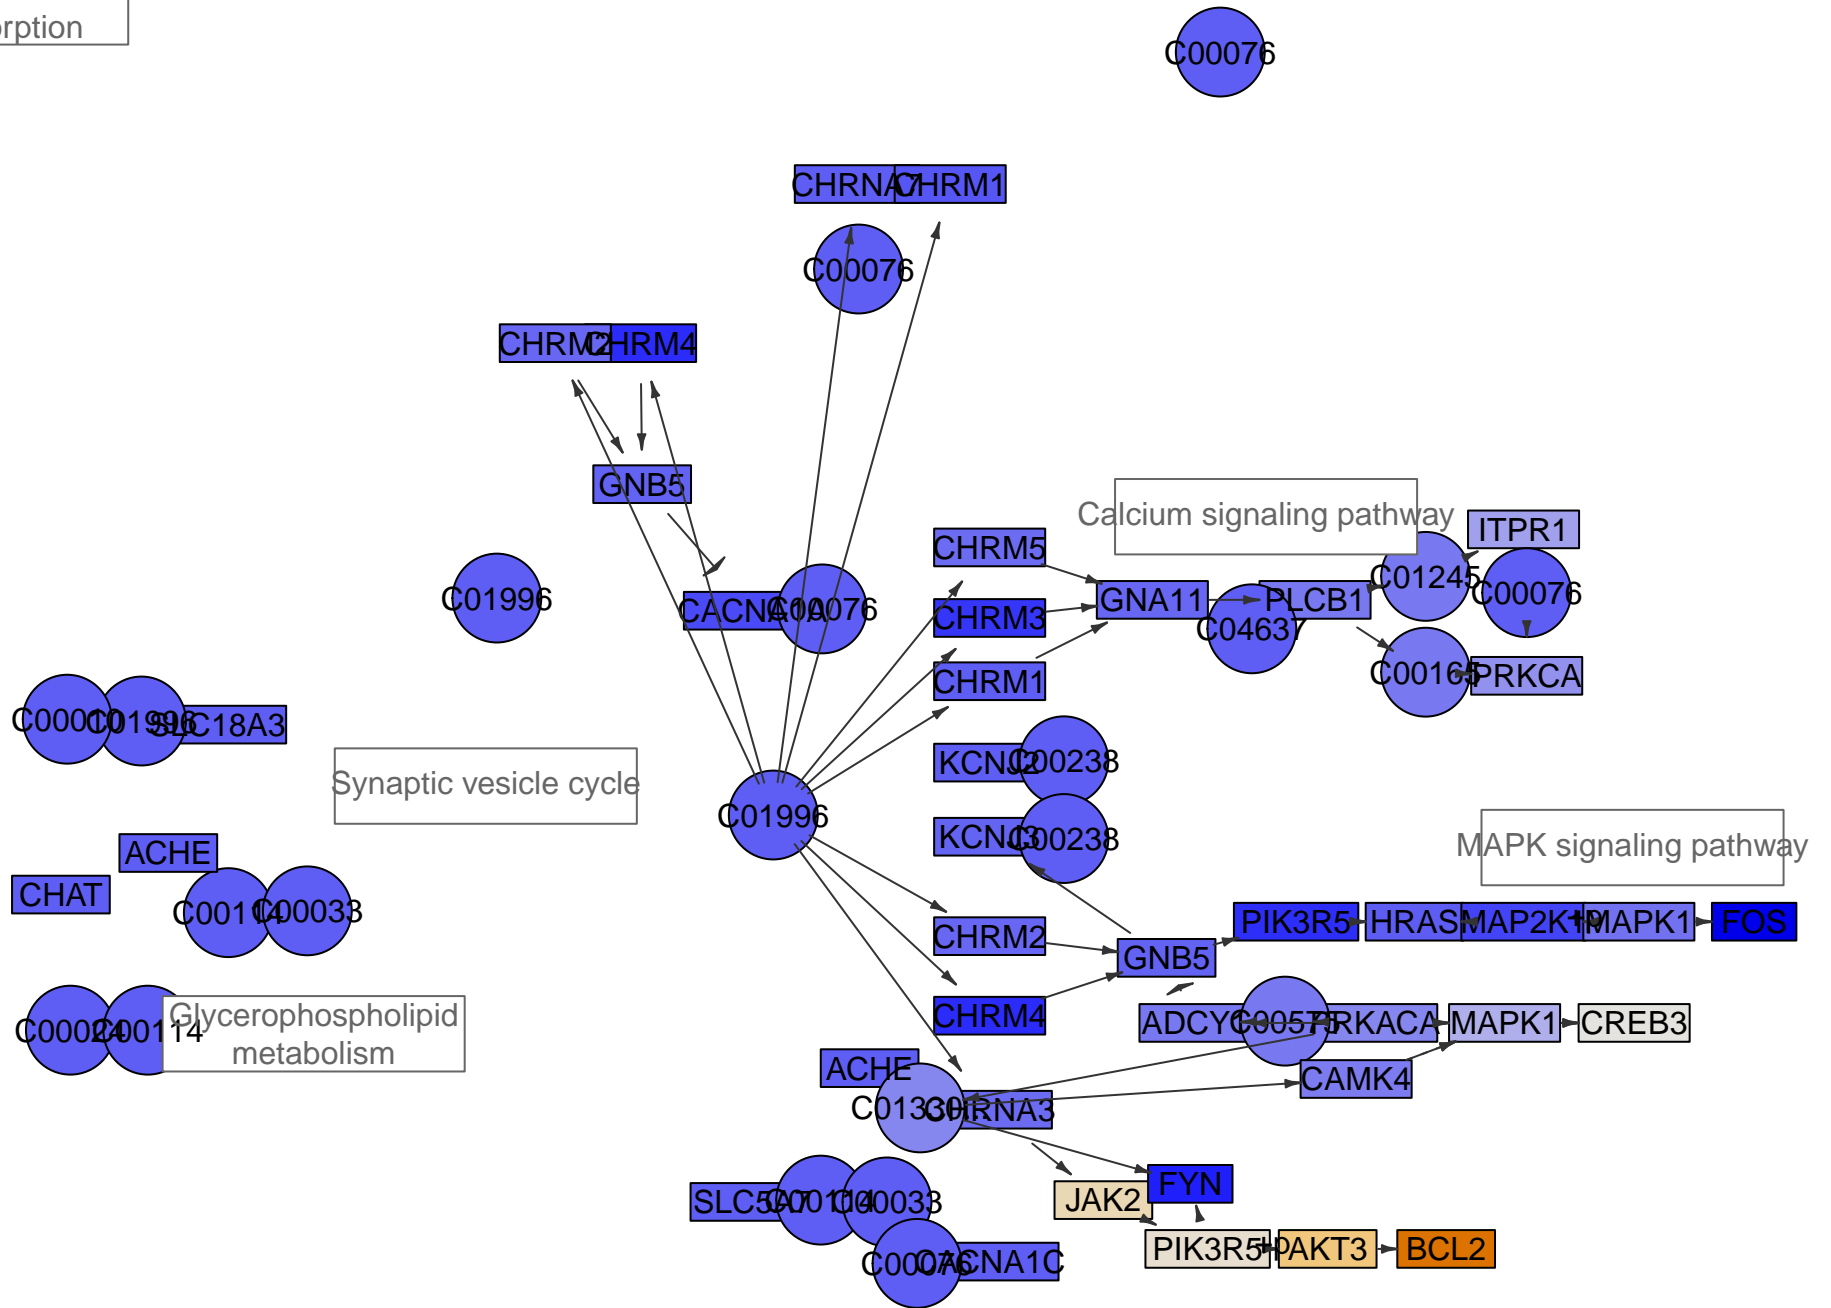 orption
C00076
CHRNA7
CHRM1
C00076
CHRM2
CHRM4
GNB5
Calcium signaling pathway
ITPR1
CHRM5
C01245
C00076
C01996
CACNA1A
C00076
CHRM3
GNA11
PLCB1
C04637
CHRM1
C00165
PRKCA
C01996
SLC18A3
KCNJ2
C00238
Synaptic vesicle cycle
C01996
KCNJ3
C00238
MAPK signaling pathway
ACHE
CHAT
C00114
C00033
CHRM2
PIK3R5
HRAS
MAP2K1
+p
MAPK1
FOS
GNB5
CHRM4
ADCY
C00575
PRKACA
MAPK1
CREB3
C00024
C00114
Glycerophospholipid
metabolism
ACHE
CAMK4
C01330
CHRNA3
SLC5A7
C00114
C00033
JAK2
FYN
C00076
CACNA1C
PIK3R5
+p
AKT3
BCL2